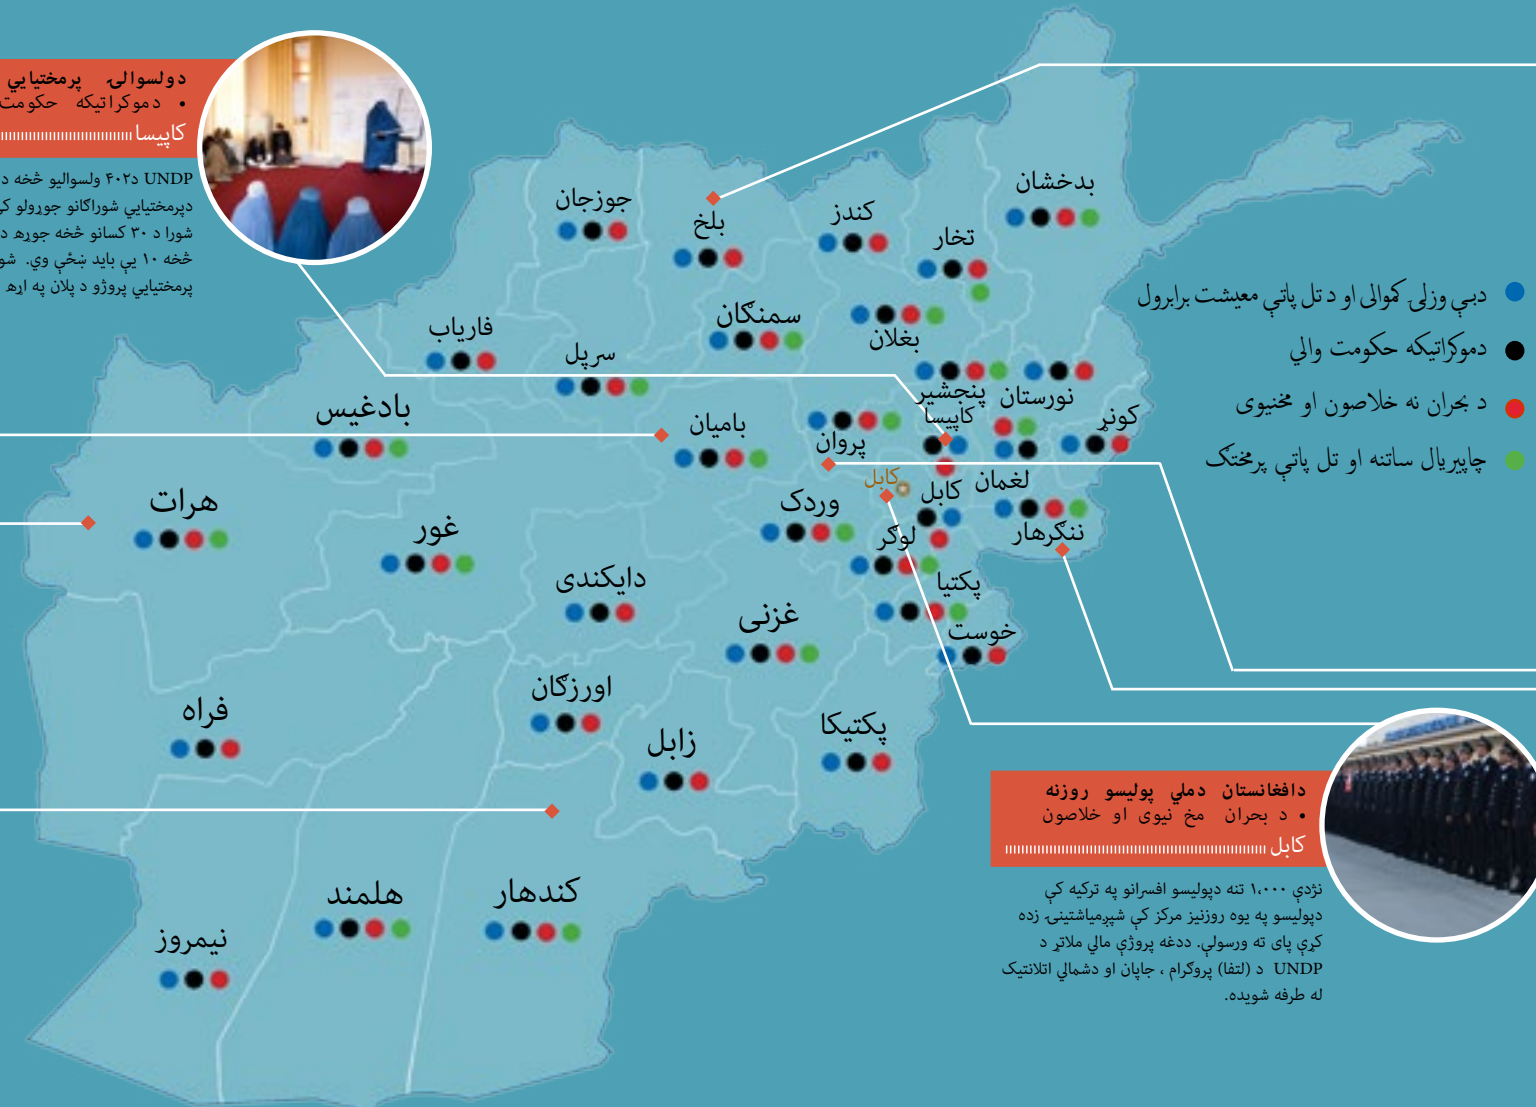 دولسوالۍ پرمختيايي
• دموکراتيکه حکومت
کاپيسا
UNDP د۴۰۲ ولسواليو څخه د
دپرمختيايي شوراګانو جوړولو کې
شورا د ۳۰ کسانو څخه جوړه ده
څخه ۱۰ يې بايد ښځې وي. شو
پرمختيايي پروژو د پلان په اړه
بدخشان
جوزجان
بلخ
کندز
تخار
سمنګان
بغلان
فارياب
سرپل
پنجشير
نورستان
کاپيسا
کونړ
بادغيس
باميان
پروان
لغمان
کابل
کابل
هرات
غور
وردک
لوګر
ننګرهار
دايکندی
پکتيا
غزنی
خوست
اورزګان
فراه
زابل
پکتيکا
هلمند
کندهار
نيمروز
دبې وزلۍ کموالی او د تل پاتې معيشت برابرول
دموکراتيکه حکومت والي
د بحران نه خلاصون او مخنيوی
چاپيريال ساتنه او تل پاتې پرمختګ
دافغانستان دملي پوليسو روزنه
• د بحران مخ نيوی او خلاصون
کابل
نژدې ۱،۰۰۰ تنه دپوليسو افسرانو په ترکيه کې
دپوليسو په يوه روزنيز مرکز کې شپږمياشتينۍ زده
کړې پای ته ورسولې. ددغه پروژې مالي ملاتړ د
UNDP د (لتفا) پروګرام ، جاپان او دشمالي اتلانتيک
له طرفه شويده.